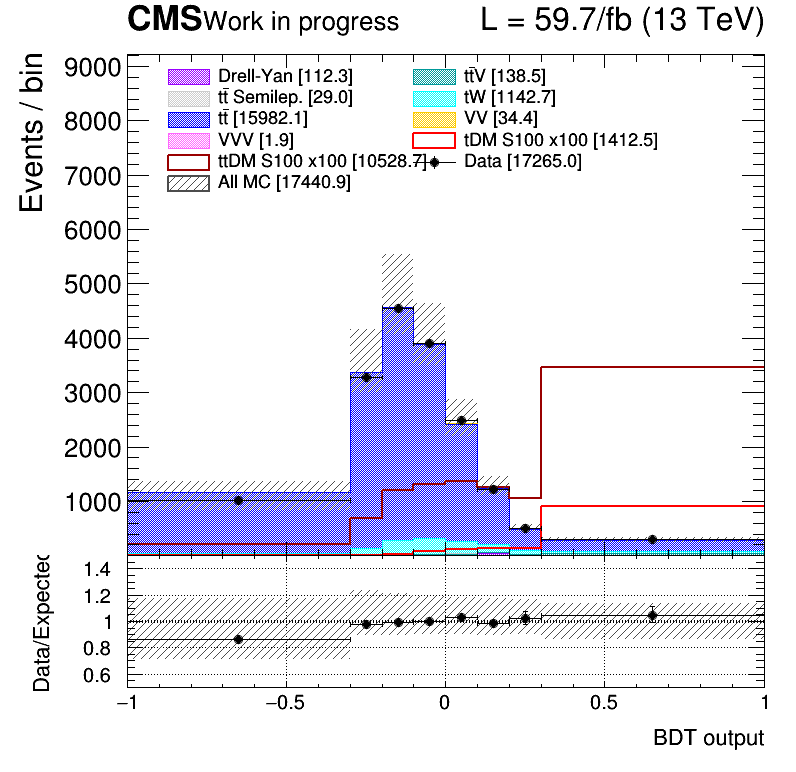 CMS Work in progress L = 59.7/fb (13 TeV)
Events / bin
9000
8000
7000
6000
5000
4000
3000
2000
1000
Drell-Yan [112.3]
tt̄ Semilep. [29.0]
tt̄ [15982.1]
VVV [1.9]
ttDM S100 x100 [10528.7]
All MC [17440.9]
tt̄V [138.5]
tW [1142.7]
VV [34.4]
tDM S100 x100 [1412.5]
Data [17265.0]
Data/Expected
1.4
1.2
1
0.8
0.6
−1 −0.5 0 0.5 1
BDT output